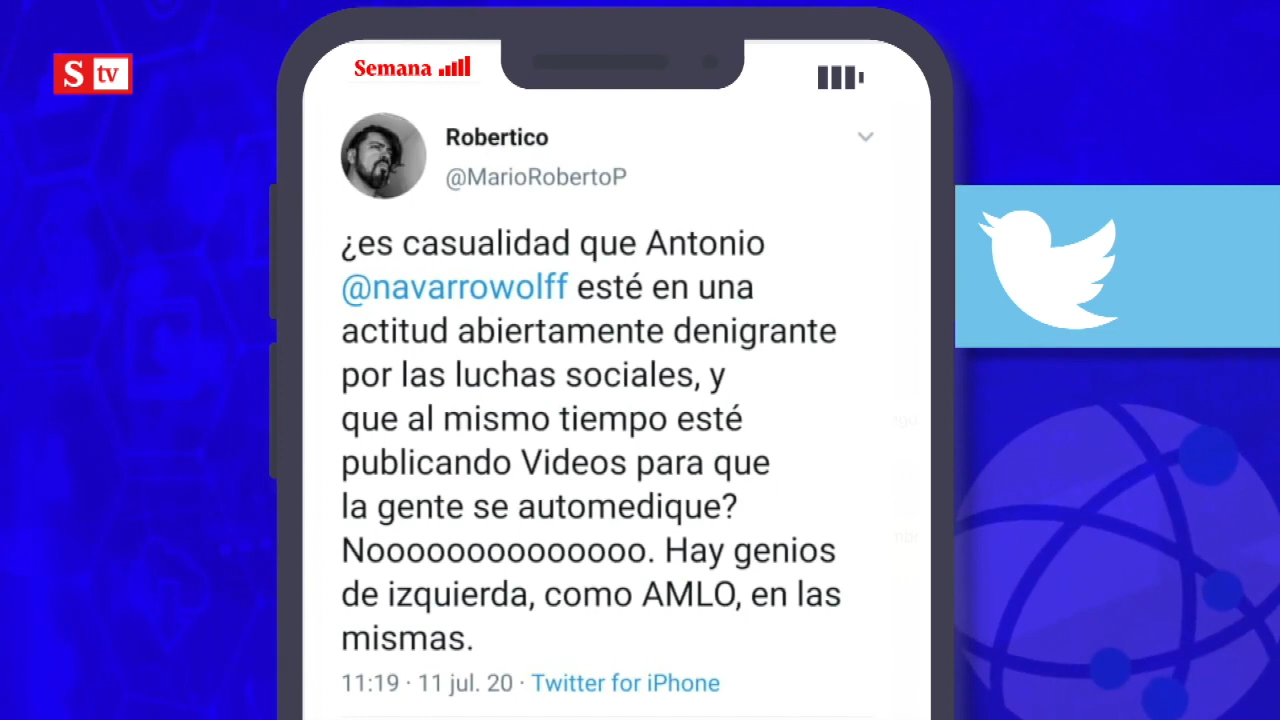 S tv
Semana
Robertico
@MarioRobertoP
¿es casualidad que Antonio
@navarrowolff esté en una
actitud abiertamente denigrante
por las luchas sociales, y
que al mismo tiempo esté
publicando Videos para que
la gente se automedique?
Noooooooooooooo. Hay genios
de izquierda, como AMLO, en las
mismas.
11:19 · 11 jul. 20 · Twitter for iPhone